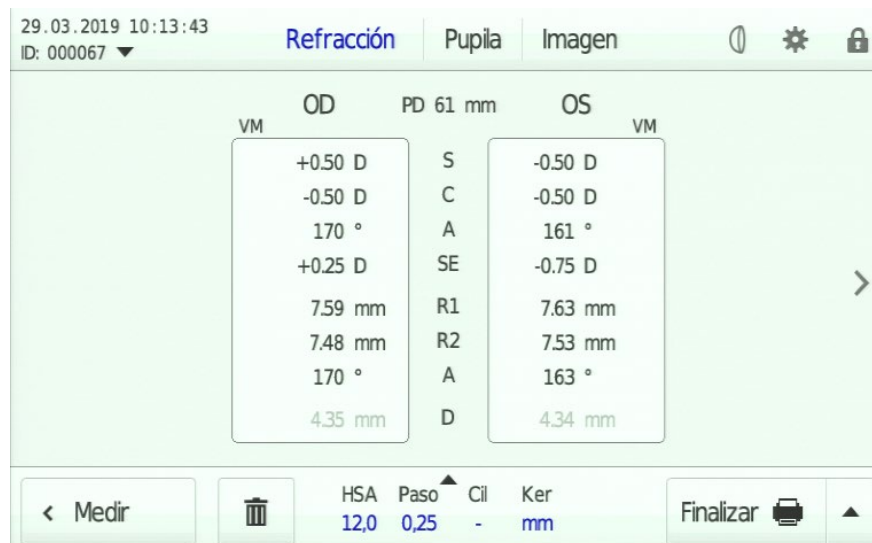 29.03.2019 10:13:43
ID: 000067
Refracción Pupila Imagen
OD PD 61 mm OS
VM VM
+0.50 D S -0.50 D
-0.50 D C -0.50 D
170 ° A 161 °
+0.25 D SE -0.75 D
7.59 mm R1 7.63 mm
7.48 mm R2 7.53 mm
170 ° A 163 °
4.35 mm D 4.34 mm
< Medir
HSA Paso Cil Ker
12,0 0,25 - mm
Finalizar